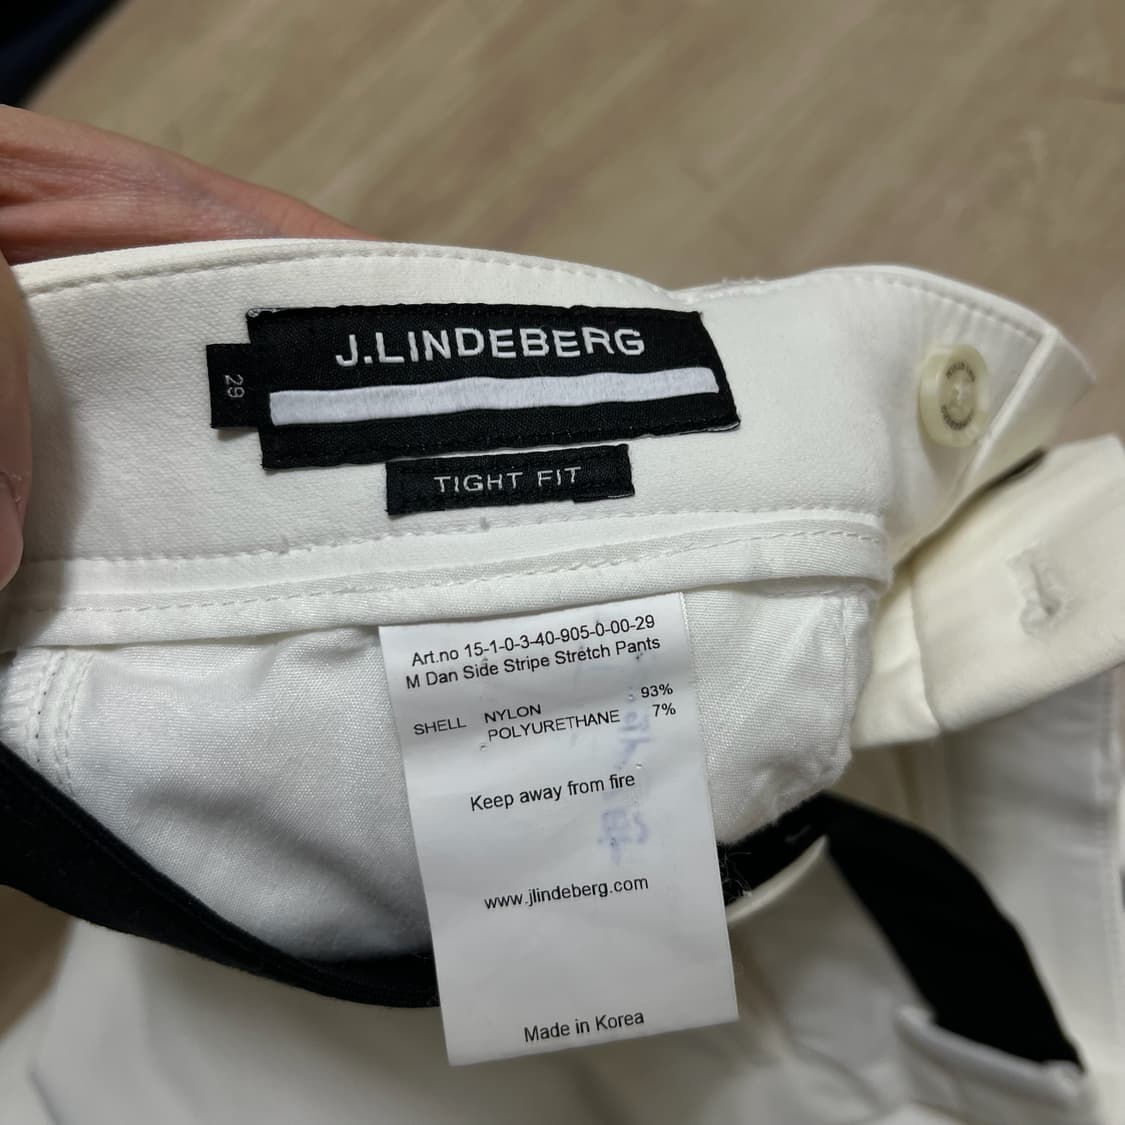 J.LINDEBERG
29
TIGHT FIT
Art.no 15-1-0-3-40-905-0-00-29
M Dan Side Stripe Stretch Pants
SHELL NYLON 93%
POLYURETHANE 7%
Keep away from fire
www.jlindeberg.com
Made in Korea